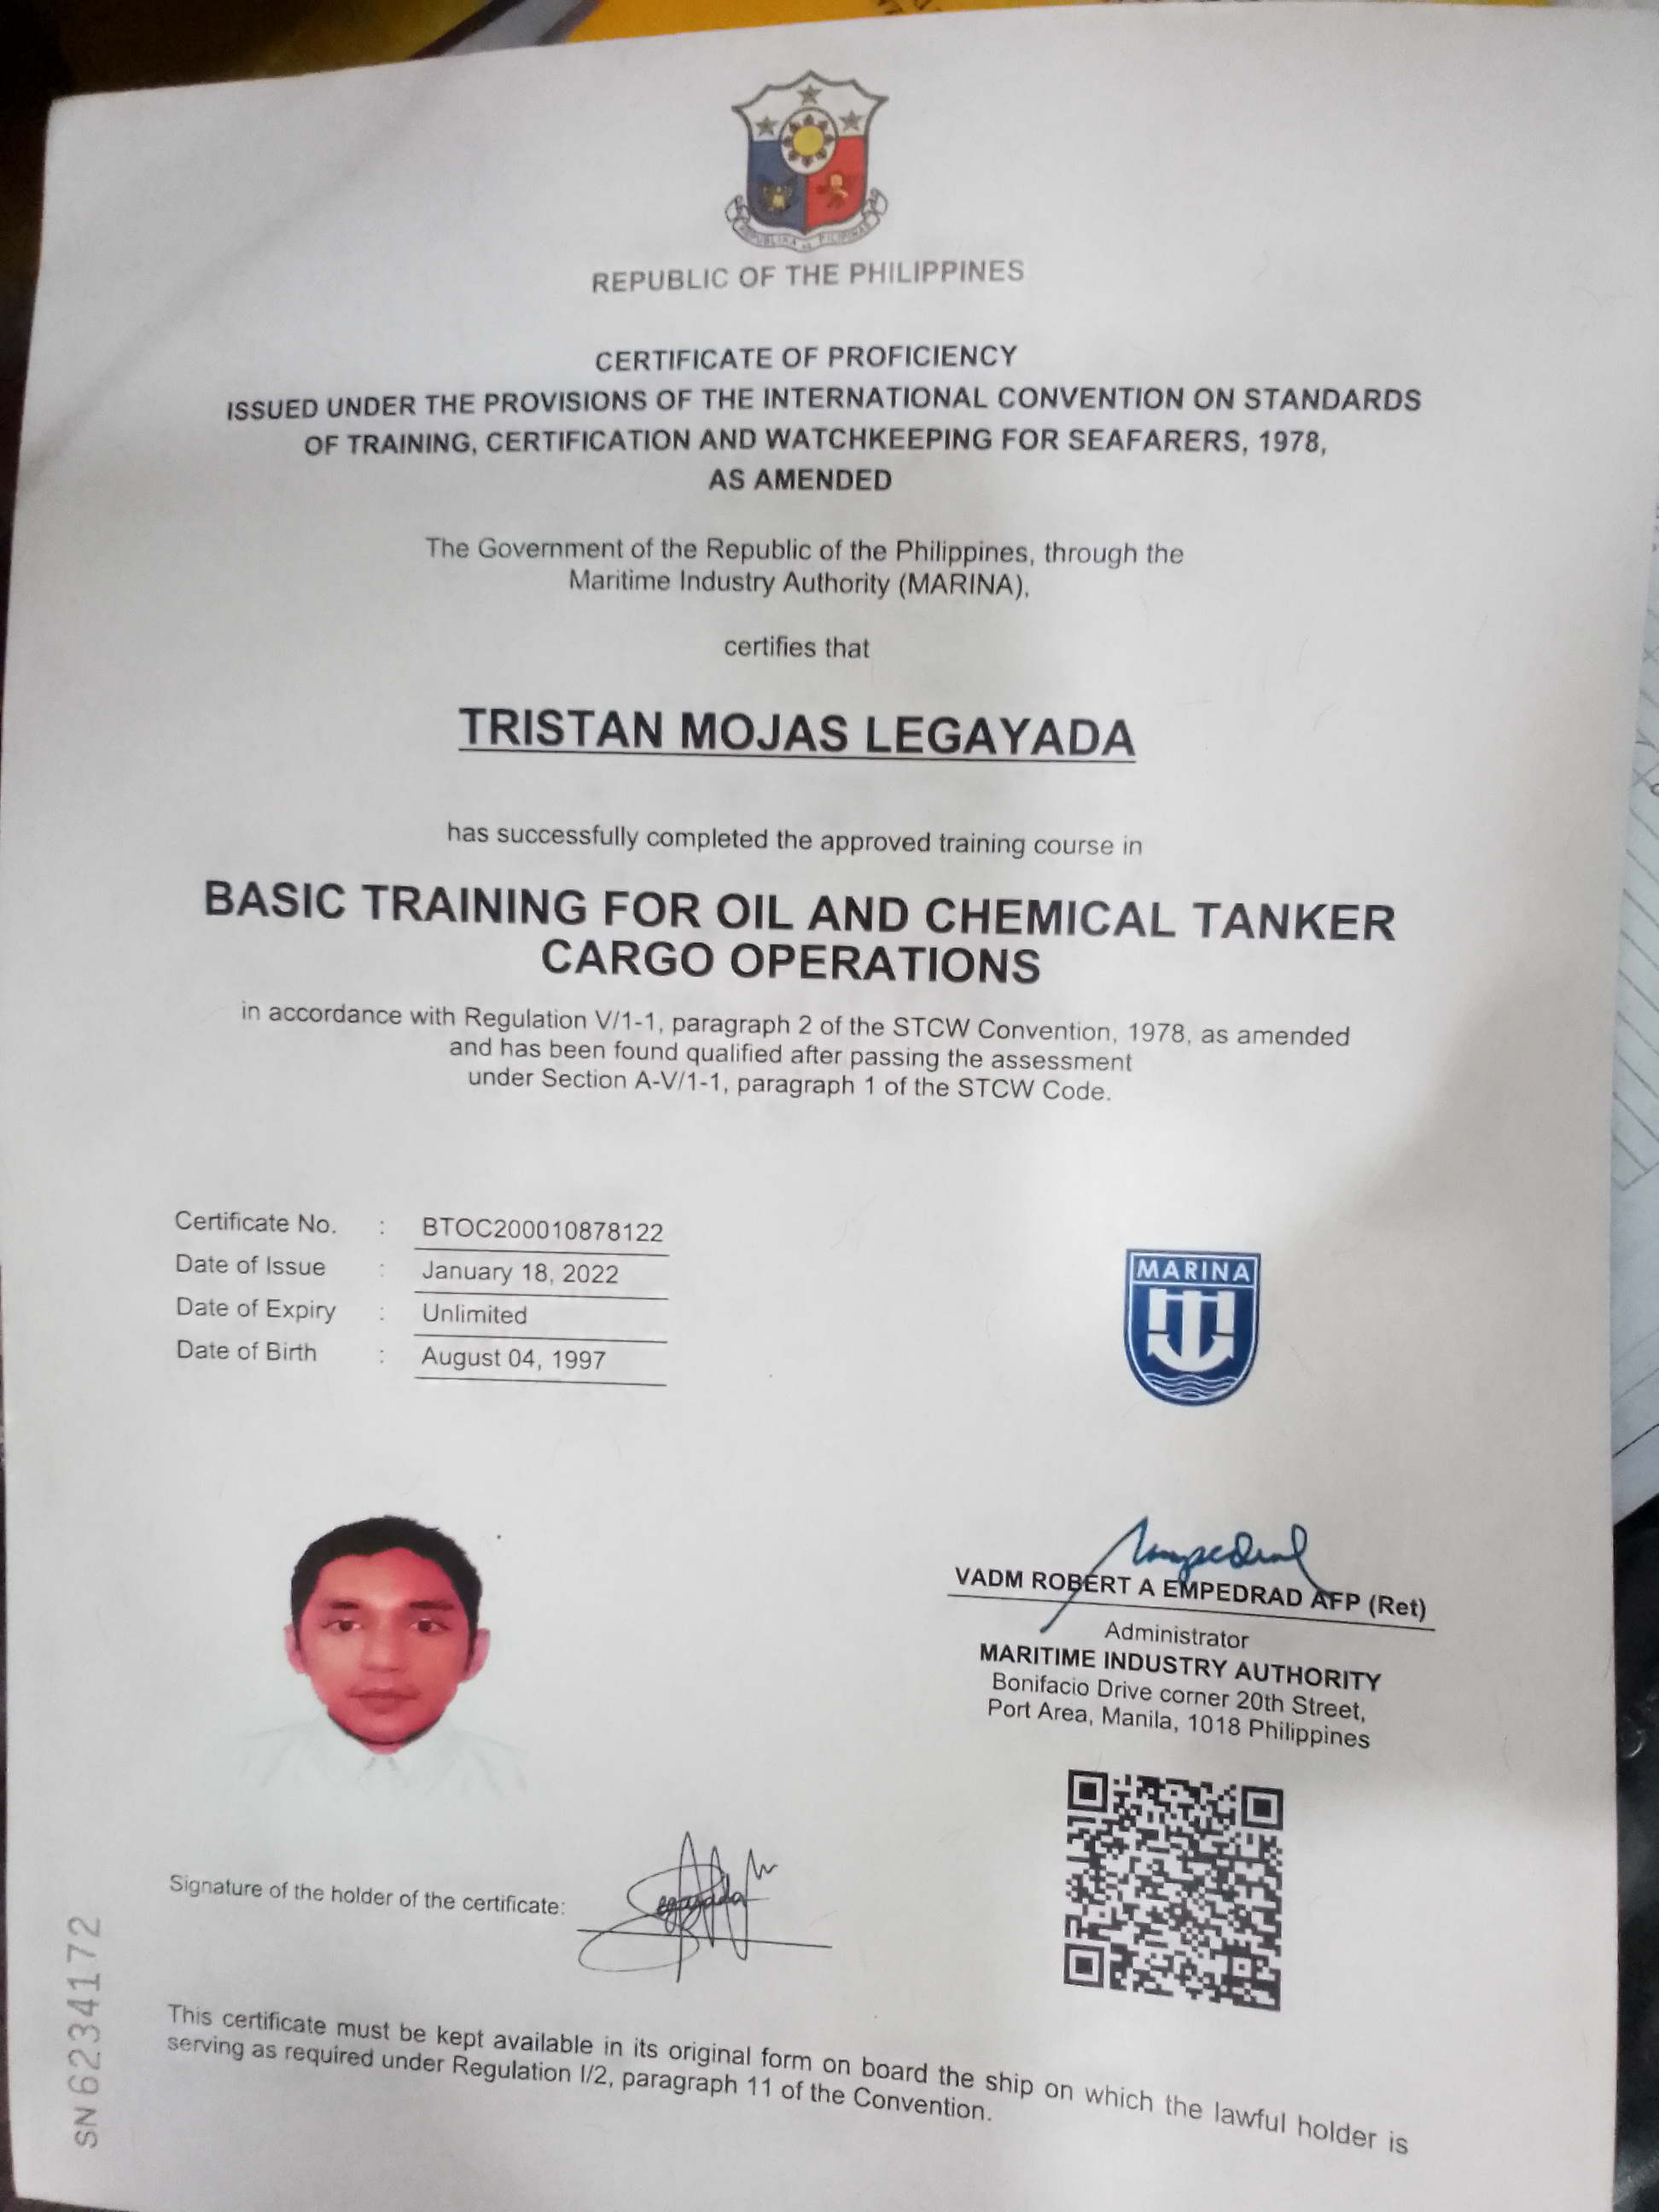 REPUBLIKA NG PILIPINAS
REPUBLIC OF THE PHILIPPINES
CERTIFICATE OF PROFICIENCY
ISSUED UNDER THE PROVISIONS OF THE INTERNATIONAL CONVENTION ON STANDARDS
OF TRAINING, CERTIFICATION AND WATCHKEEPING FOR SEAFARERS, 1978,
AS AMENDED
The Government of the Republic of the Philippines, through the
Maritime Industry Authority (MARINA),
certifies that
TRISTAN MOJAS LEGAYADA
has successfully completed the approved training course in
BASIC TRAINING FOR OIL AND CHEMICAL TANKER
CARGO OPERATIONS
in accordance with Regulation V/1-1, paragraph 2 of the STCW Convention, 1978, as amended
and has been found qualified after passing the assessment
under Section A-V/1-1, paragraph 1 of the STCW Code.
Certificate No. : BTOC200010878122
Date of Issue : January 18, 2022
Date of Expiry : Unlimited
Date of Birth : August 04, 1997
MARINA
VADM ROBERT A EMPEDRAD AFP (Ret)
Administrator
MARITIME INDUSTRY AUTHORITY
Bonifacio Drive corner 20th Street,
Port Area, Manila, 1018 Philippines
Signature of the holder of the certificate:
SN 6234172
This certificate must be kept available in its original form on board the ship on which the lawful holder is
serving as required under Regulation I/2, paragraph 11 of the Convention.